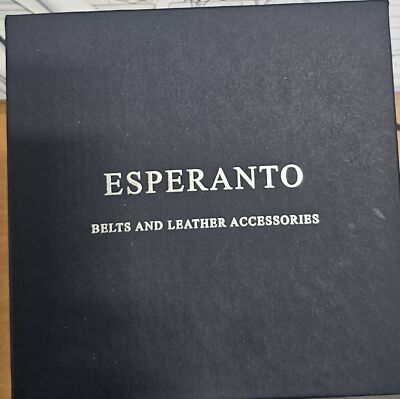 ESPERANTO
BELTS AND LEATHER ACCESSORIES